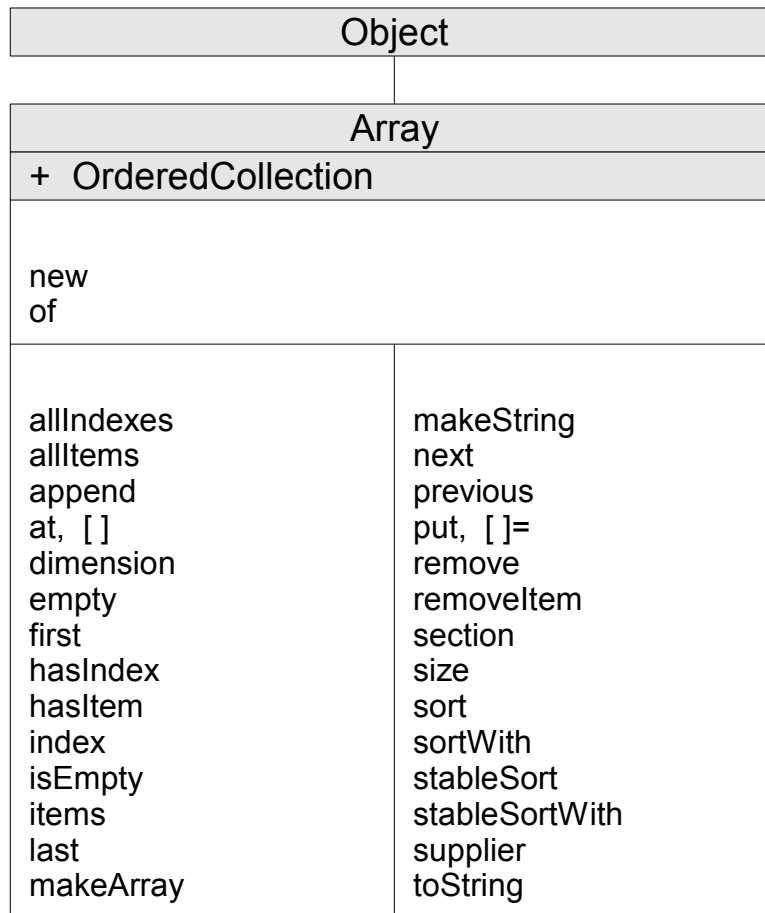 Object
Array
+ OrderedCollection
new
of
allIndexes
allItems
append
at, [ ]
dimension
empty
first
hasIndex
hasItem
index
isEmpty
items
last
makeArray
makeString
next
previous
put, [ ]=
remove
removeItem
section
size
sort
sortWith
stableSort
stableSortWith
supplier
toString